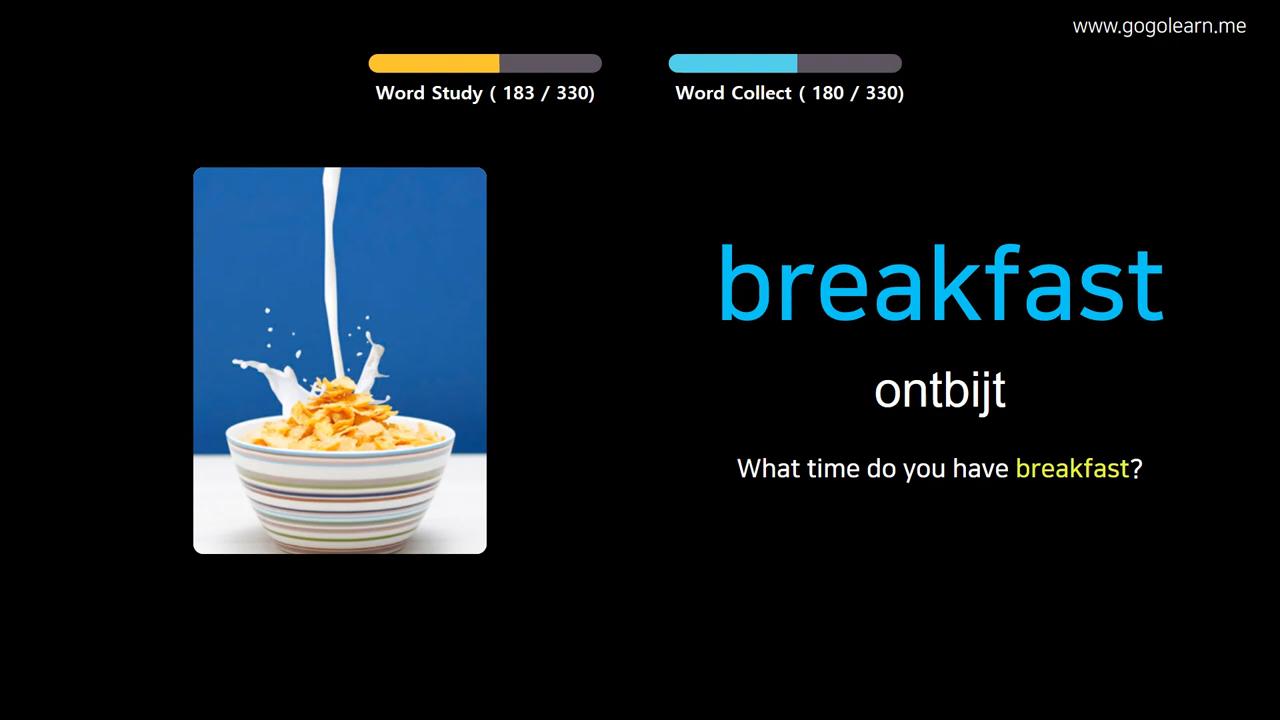 www.gogolearn.me
Word Study ( 183 / 330)
Word Collect ( 180 / 330)
breakfast
ontbijt
What time do you have breakfast?